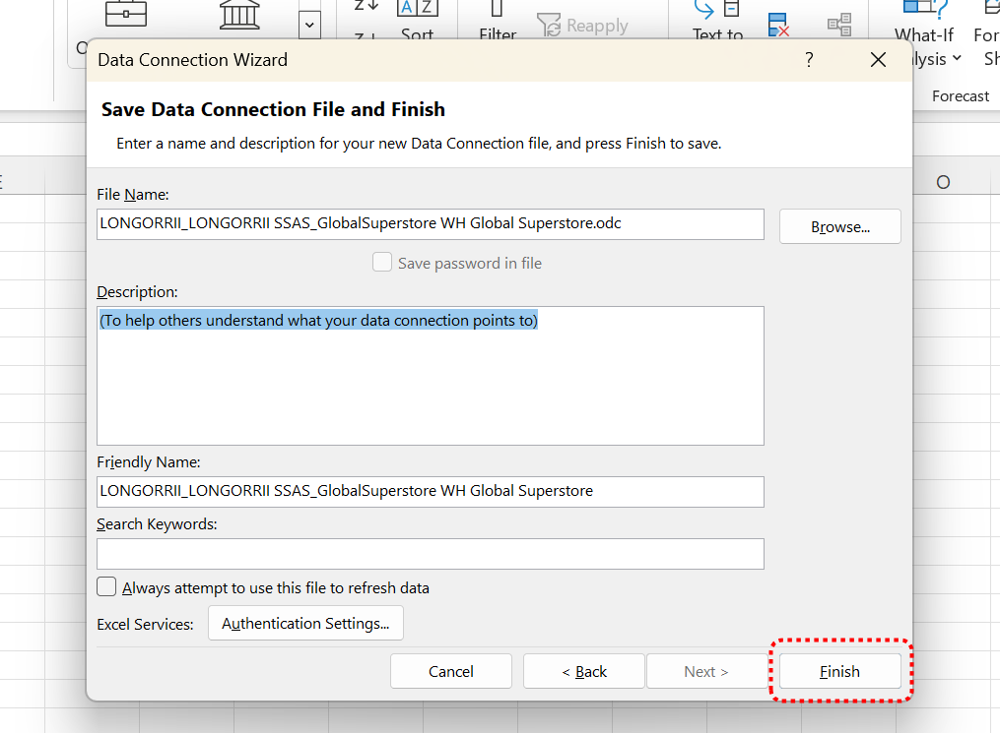 A Z
Reapply
Sort
Filter
Text to
What-If
For
alysis
Sh
Forecast
Data Connection Wizard ?
Save Data Connection File and Finish
Enter a name and description for your new Data Connection file, and press Finish to save.
O
File Name:
LONGORRII_LONGORRII SSAS_GlobalSuperstore WH Global Superstore.odc
Browse...
Save password in file
Description:
(To help others understand what your data connection points to)
Friendly Name:
LONGORRII_LONGORRII SSAS_GlobalSuperstore WH Global Superstore
Search Keywords:
Always attempt to use this file to refresh data
Excel Services: Authentication Settings...
Cancel < Back Next > Finish